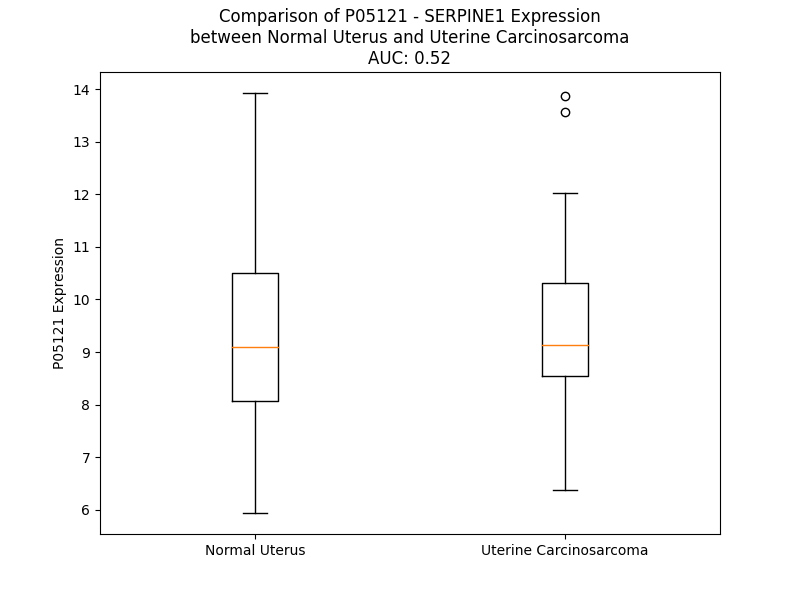 Comparison of P05121 - SERPINE1 Expression
between Normal Uterus and Uterine Carcinosarcoma
AUC: 0.52
14
13
12
11
10
9
8
7
6
P05121 Expression
Normal Uterus
Uterine Carcinosarcoma